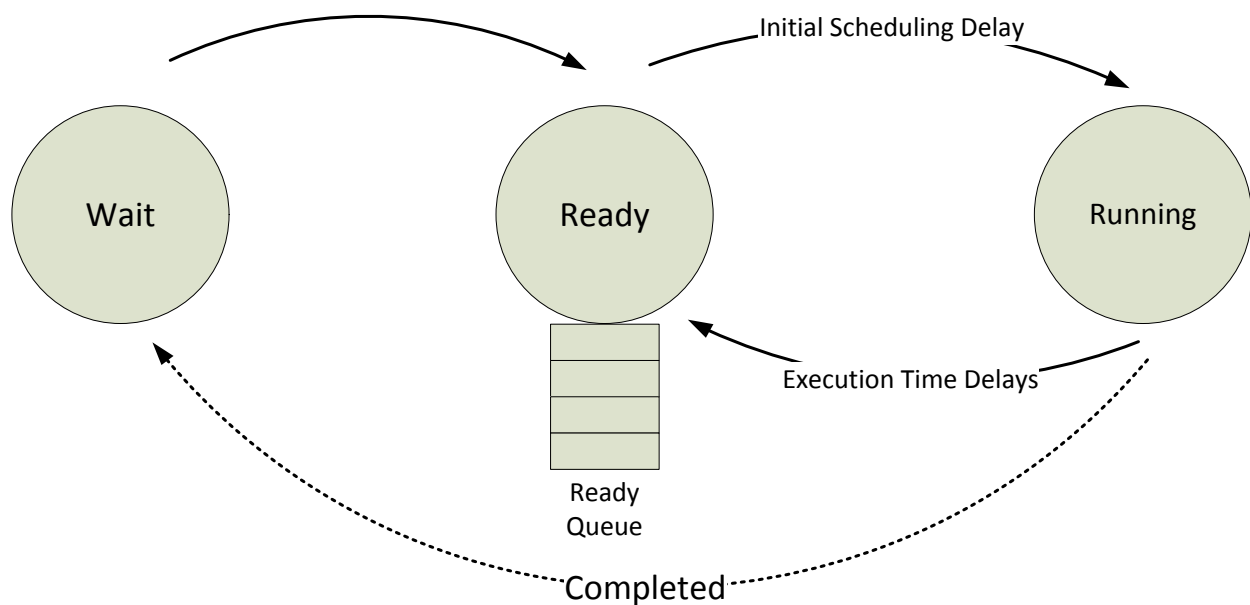 Initial Scheduling Delay
Wait
Ready
Running
Execution Time Delays
Ready
Queue
Completed